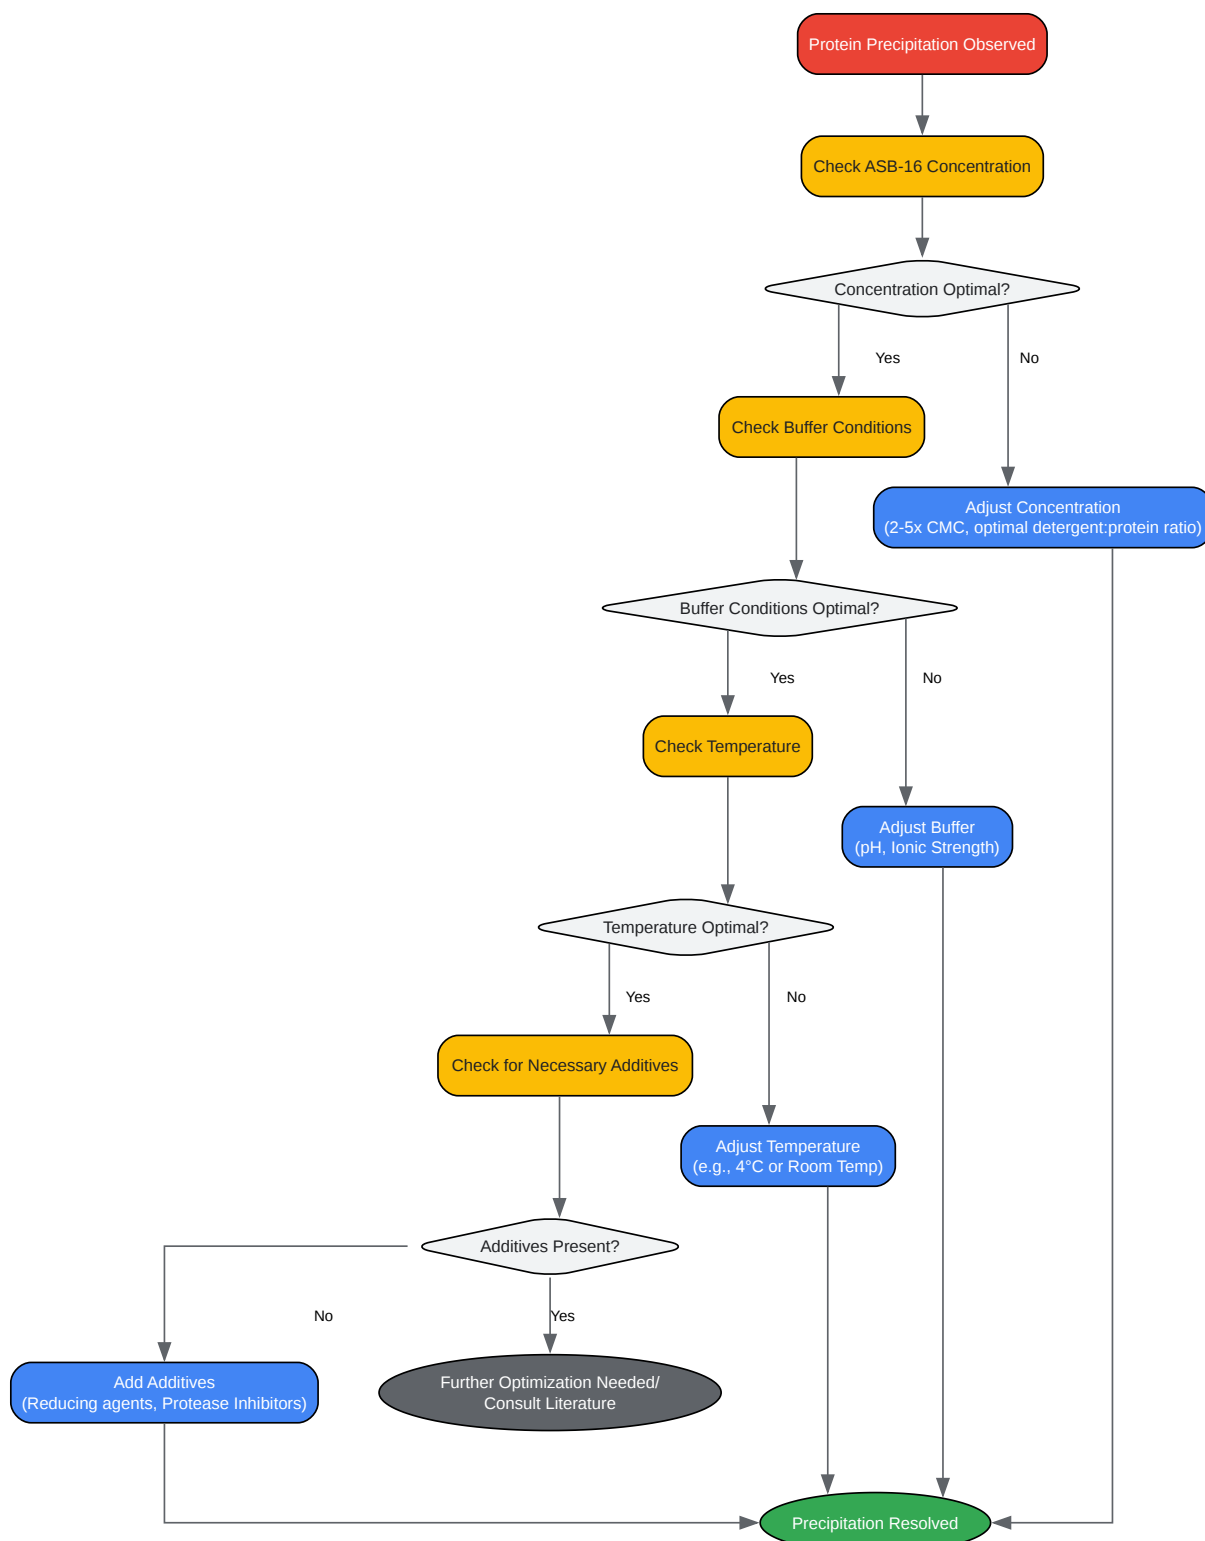 Protein Precipitation Observed
Check ASB-16 Concentration
Concentration Optimal?
Yes
No
Check Buffer Conditions
Adjust Concentration
(2-5x CMC, optimal detergent:protein ratio)
Buffer Conditions Optimal?
Yes
No
Check Temperature
Adjust Buffer
(pH, Ionic Strength)
Temperature Optimal?
Yes
No
Check for Necessary Additives
Adjust Temperature
(e.g., 4°C or Room Temp)
Additives Present?
No
Yes
Add Additives
(Reducing agents, Protease Inhibitors)
Further Optimization Needed/
Consult Literature
Precipitation Resolved